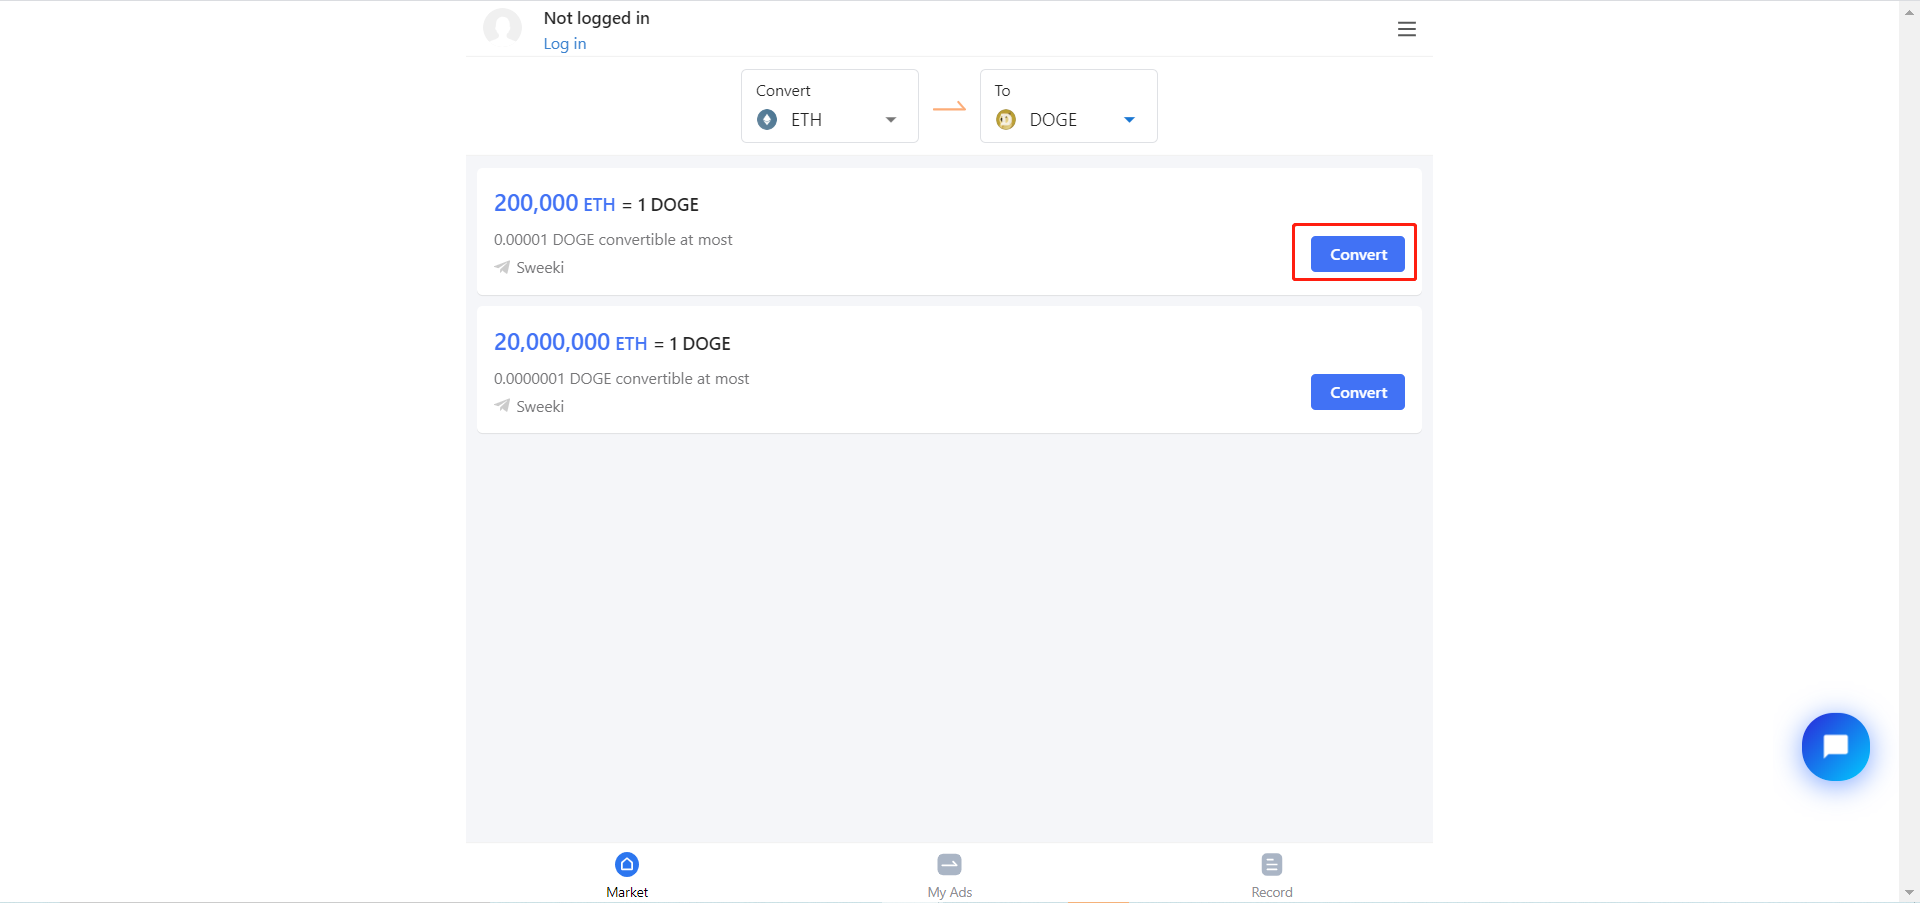 Not logged in
Log in
Convert
ETH
To
DOGE
200,000 ETH = 1 DOGE
0.00001 DOGE convertible at most
Sweeki
Convert
20,000,000 ETH = 1 DOGE
0.0000001 DOGE convertible at most
Sweeki
Convert
Market
My Ads
Record